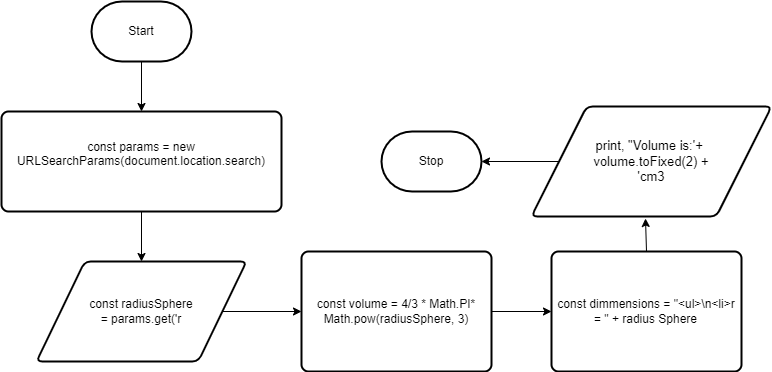 Start
const params = new
URLSearchParams(document.location.search)
const radiusSphere
= params.get('r
const volume = 4/3 * Math.PI*
Math.pow(radiusSphere, 3)
const dimmensions = "<ul>\n<li>r
= " + radius Sphere
print, "Volume is:'+
volume.toFixed(2) +
'cm3
Stop